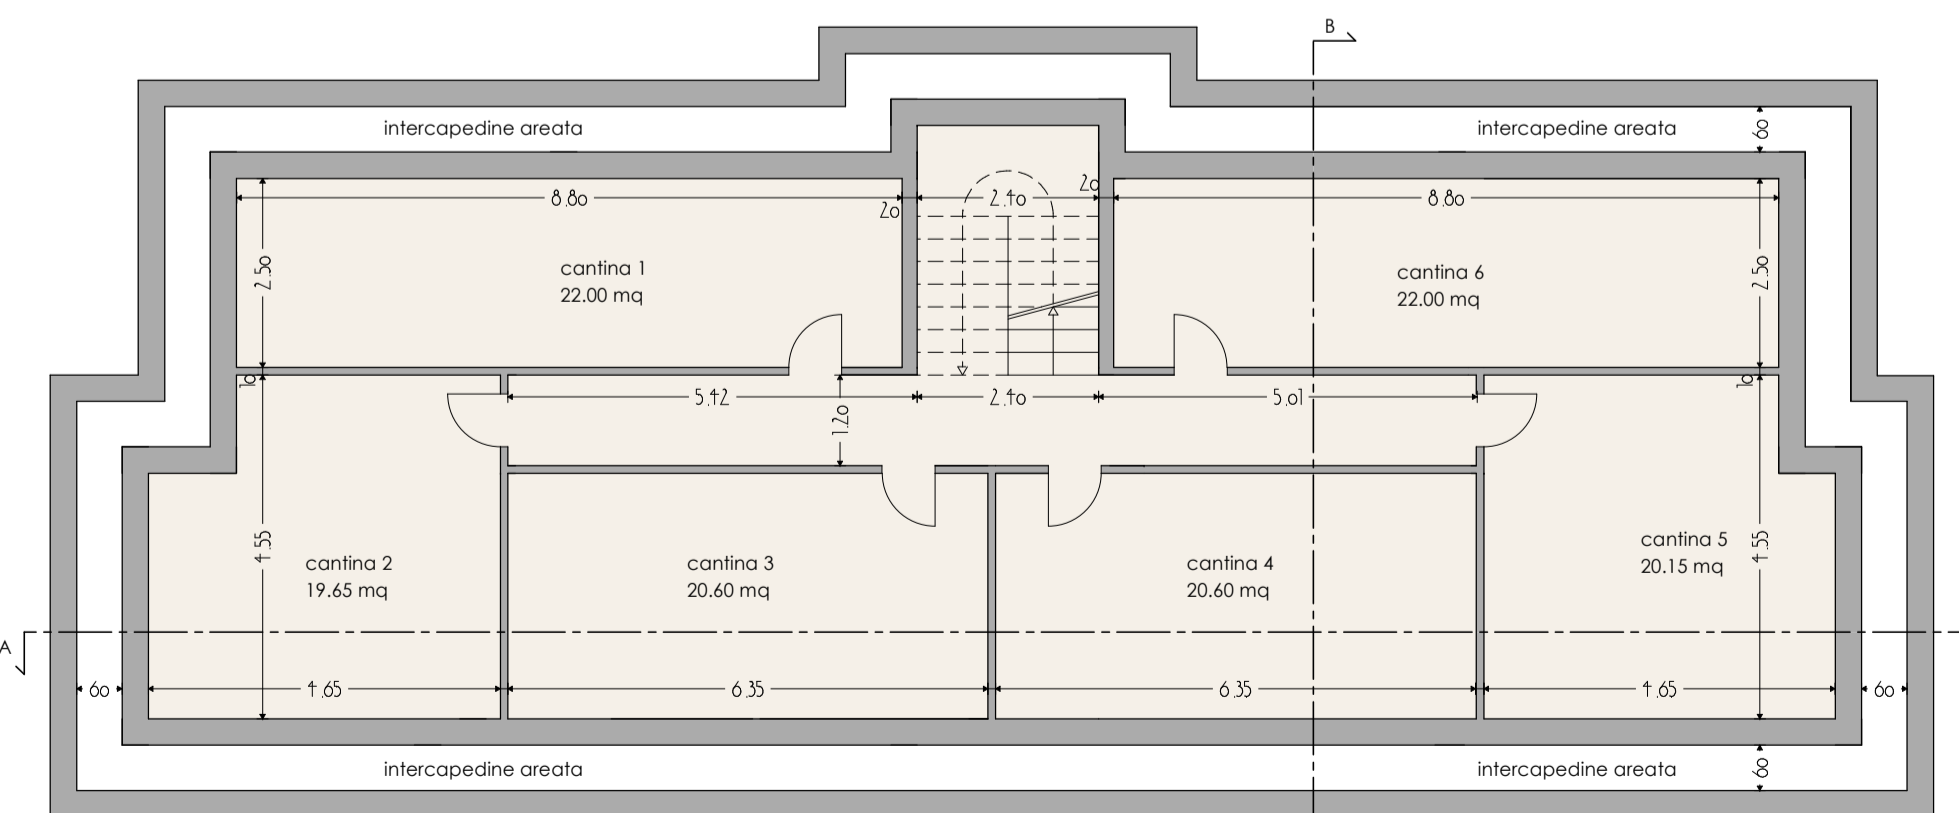 B
intercapedine areata
intercapedine areata
60
8.80
20
2.40
20
8.80
2.50
cantina 1
22.00 mq
cantina 6
22.00 mq
2.50
10
5.42
1.20
2.40
5.01
10
4.55
cantina 2
19.65 mq
cantina 3
20.60 mq
cantina 4
20.60 mq
cantina 5
20.15 mq
4.55
A
60
4.65
6.35
6.35
4.65
60
intercapedine areata
intercapedine areata
60